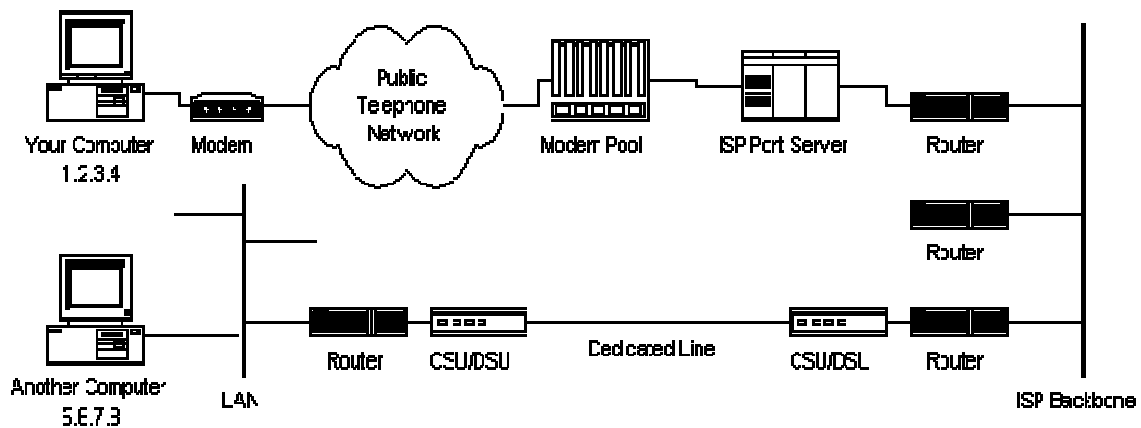 Public
Telephone
Network
Your Computer
1.2.3.4
Modem
Modem Pool
ISP Port Server
Router
Router
Router
CSU/DSU
Dedicated Line
CSU/DSU
Router
Another Computer
5.6.7.8
LAN
ISP Backbone